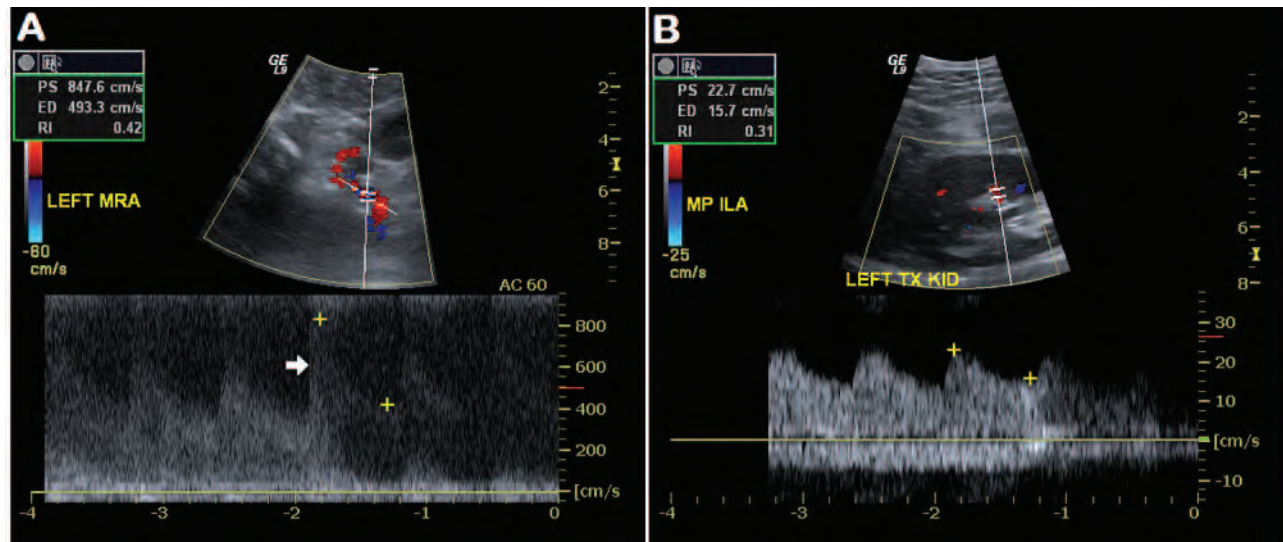 A
GE
L9
PS 847.6 cm/s
ED 493.3 cm/s
RI 0.42
LEFT MRA
-60
cm/s
2
4
6
8
AC 60
800
600
400
200
[cm/s
-4
-3
-2
-1
0
B
GE
L9
PS 22.7 cm/s
ED 15.7 cm/s
RI 0.31
MP ILA
-25
cm/s
2
4
6
8
LEFT TX KID
30
20
10
[cm/s
-10
-4
-3
-2
-1
0